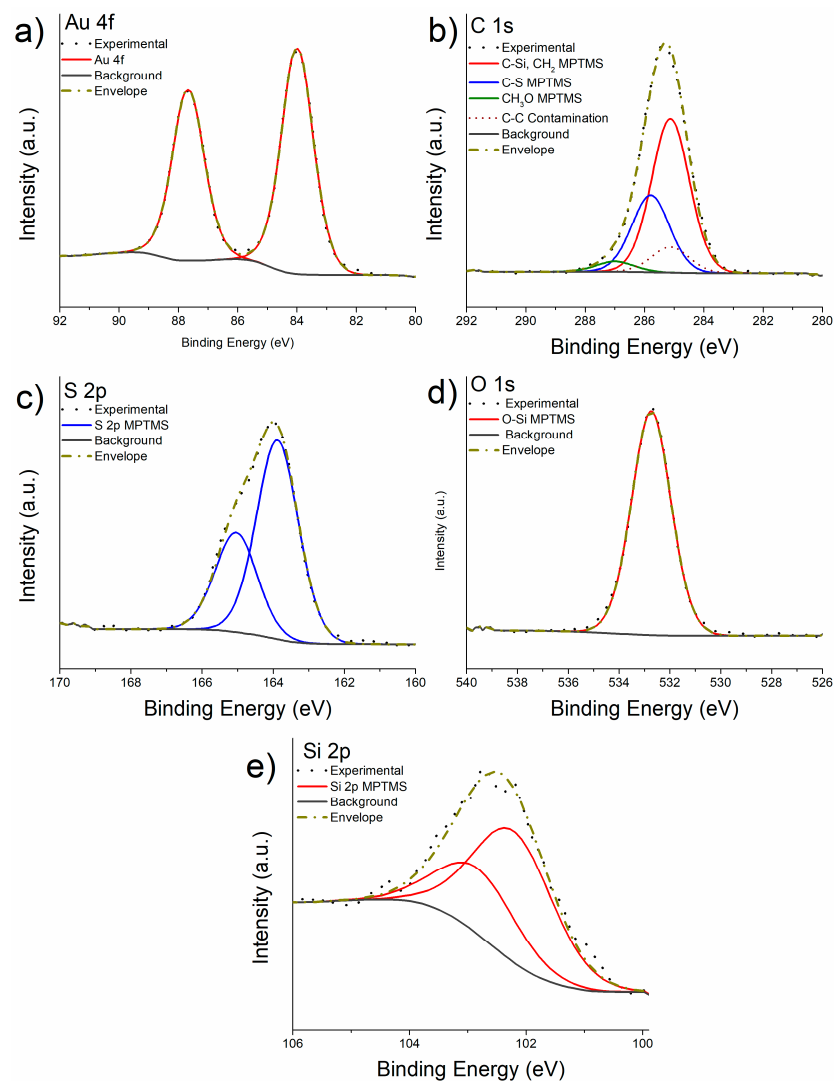 a)
Au 4f
Experimental
Au 4f
Background
Envelope
Intensity (a.u.)
92 90 88 86 84 82 80
Binding Energy (eV)
b)
C 1s
Experimental
C-Si, CH₂ MPTMS
C-S MPTMS
CH₃O MPTMS
C-C Contamination
Background
Envelope
Intensity (a.u.)
292 290 288 286 284 282 280
Binding Energy (eV)
c)
S 2p
Experimental
S 2p MPTMS
Background
Envelope
Intensity (a.u.)
170 168 166 164 162 160
Binding Energy (eV)
d)
O 1s
Experimental
O-Si MPTMS
Background
Envelope
Intensity (a.u.)
540 538 536 534 532 530 528 526
Binding Energy (eV)
e)
Si 2p
Experimental
Si 2p MPTMS
Background
Envelope
Intensity (a.u.)
106 104 102 100
Binding Energy (eV)